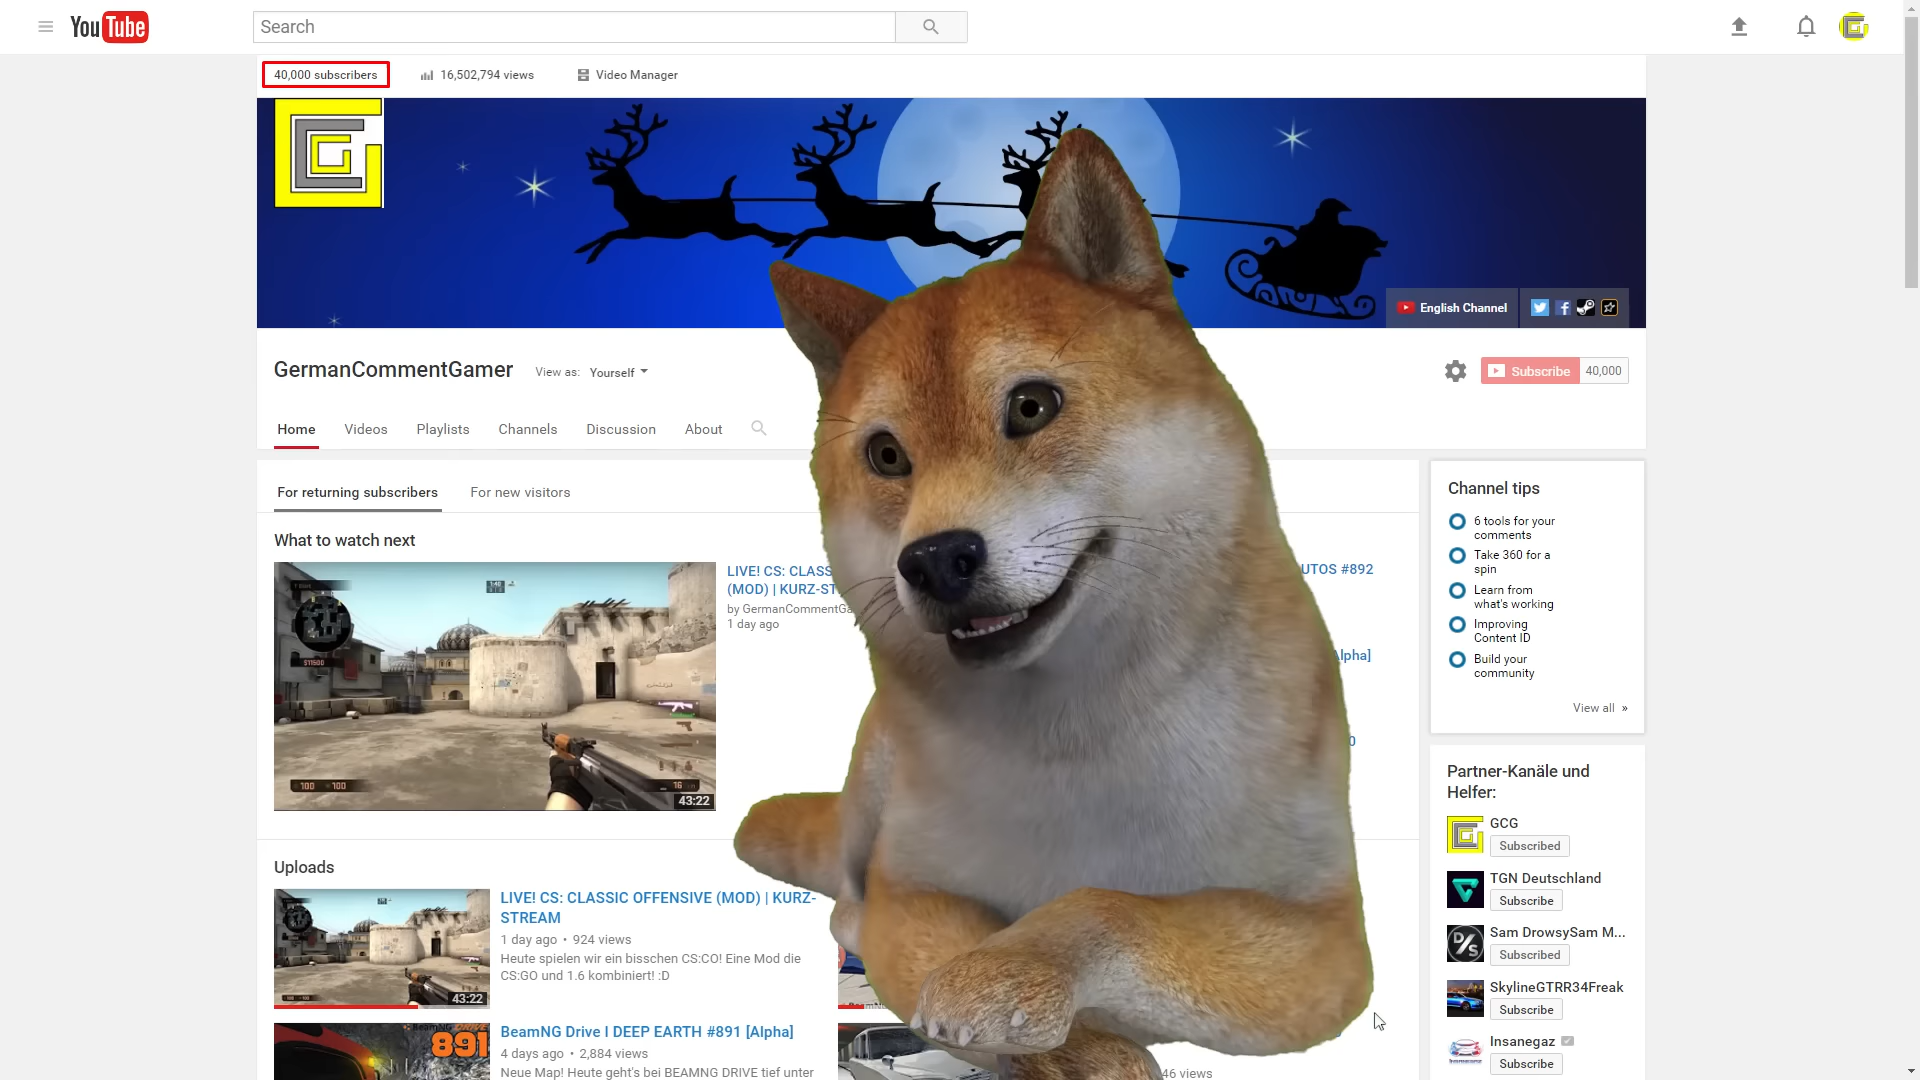 YouTube
Search
40,000 subscribers
16,502,794 views
Video Manager
English Channel
GermanCommentGamer
View as: Yourself
Subscribe 40,000
Home
Videos
Playlists
Channels
Discussion
About
For returning subscribers
For new visitors
What to watch next
LIVE! CS: CLASS
(MOD) | KURZ-ST
by GermanCommentGa
1 day ago
43:22
UTOS #892
Alpha]
0
Uploads
LIVE! CS: CLASSIC OFFENSIVE (MOD) | KURZ-
STREAM
1 day ago • 924 views
Heute spielen wir ein bisschen CS:CO! Eine Mod die
CS:GO und 1.6 kombiniert! :D
43:22
BeamNG Drive I DEEP EARTH #891 [Alpha]
4 days ago • 2,884 views
Neue Map! Heute geht's bei BEAMNG DRIVE tief unter
891
46 views
Channel tips
6 tools for your
comments
Take 360 for a
spin
Learn from
what's working
Improving
Content ID
Build your
community
View all »
Partner-Kanäle und
Helfer:
GCG
Subscribed
TGN Deutschland
Subscribe
Sam DrowsySam M...
Subscribed
SkylineGTRR34Freak
Subscribe
Insanegaz
Subscribe